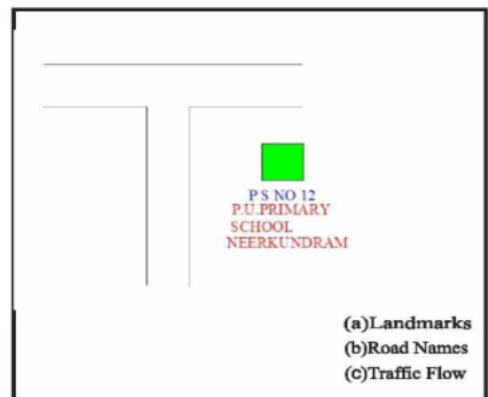 P S NO 12
P.U.PRIMARY
SCHOOL
NEERKUNDRAM
(a)Landmarks
(b)Road Names
(c)Traffic Flow